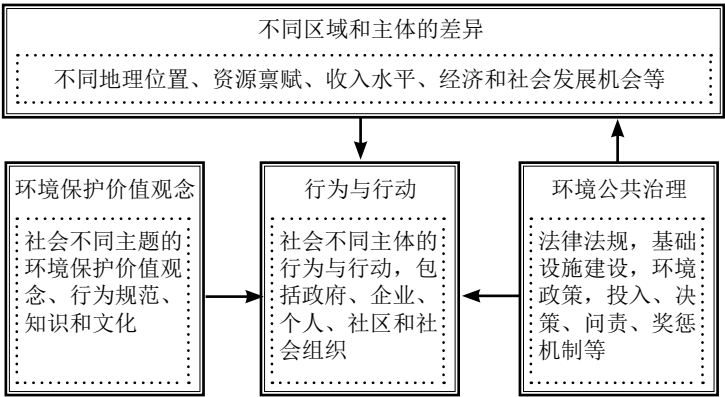 不同区域和主体的差异
不同地理位置、资源禀赋、收入水平、经济和社会发展机会等
环境保护价值观念
社会不同主题的
环境保护价值观
念、行为规范、
知识和文化
行为与行动
社会不同主体的
行为与行动，包
括政府、企业、
个人、社区和社
会组织
环境公共治理
法律法规，基础
设施建设，环境
政策，投入、决
策、问责、奖惩
机制等